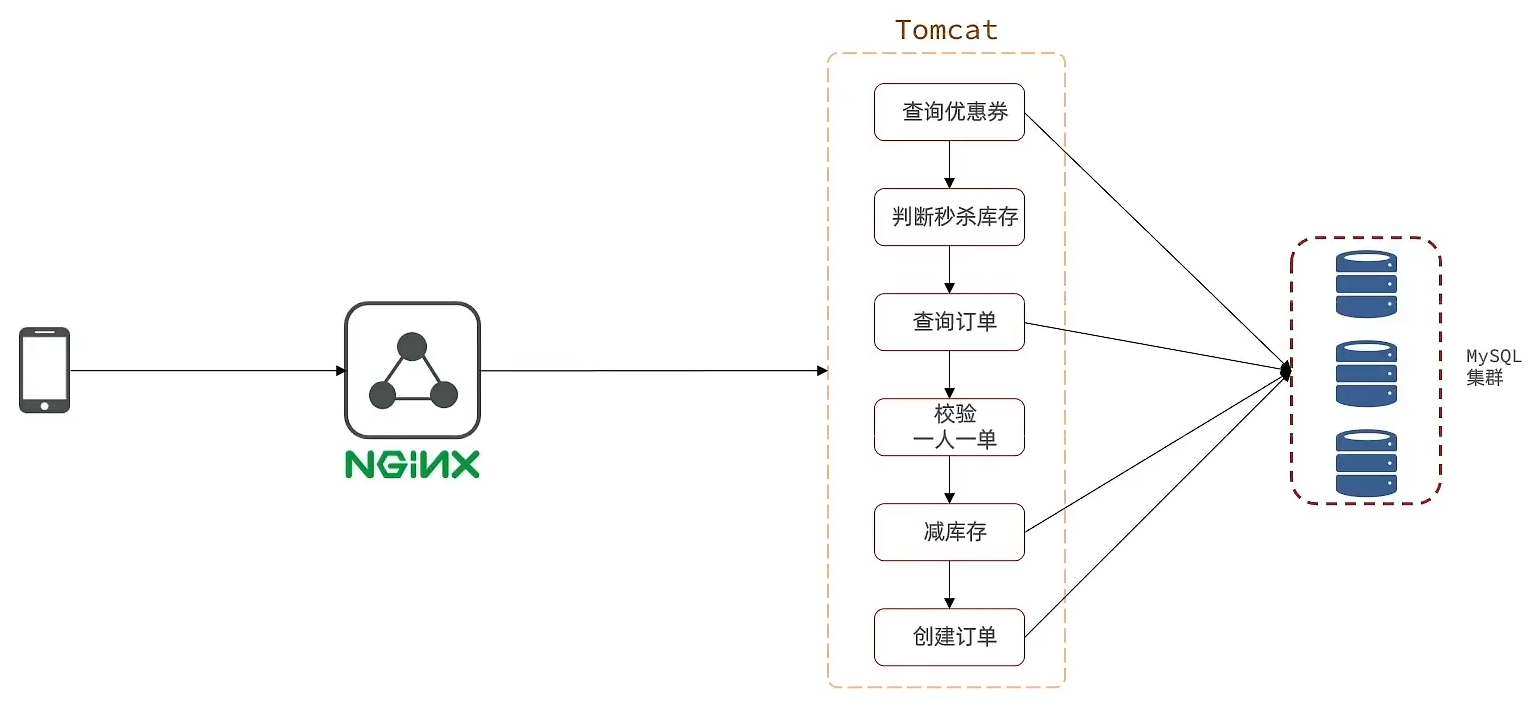 Tomcat
查询优惠券
判断秒杀库存
查询订单
校验
一人一单
减库存
创建订单
NGINX
MySQL
集群